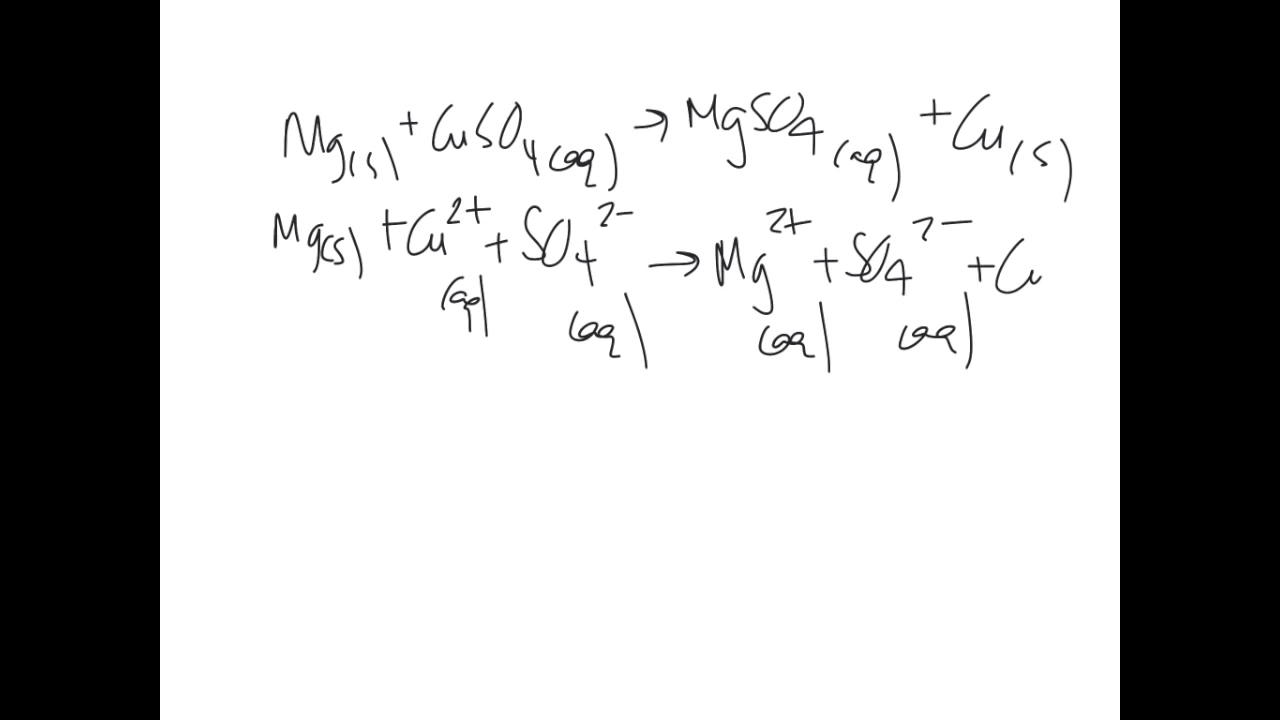 Mg(s) + CuSO4(aq) → MgSO4(aq) + Cu(s)
Mg(s) + Cu²⁺ + SO4²⁻ → Mg²⁺ + SO4²⁻ + Cu
(aq) (aq) (aq) (aq)